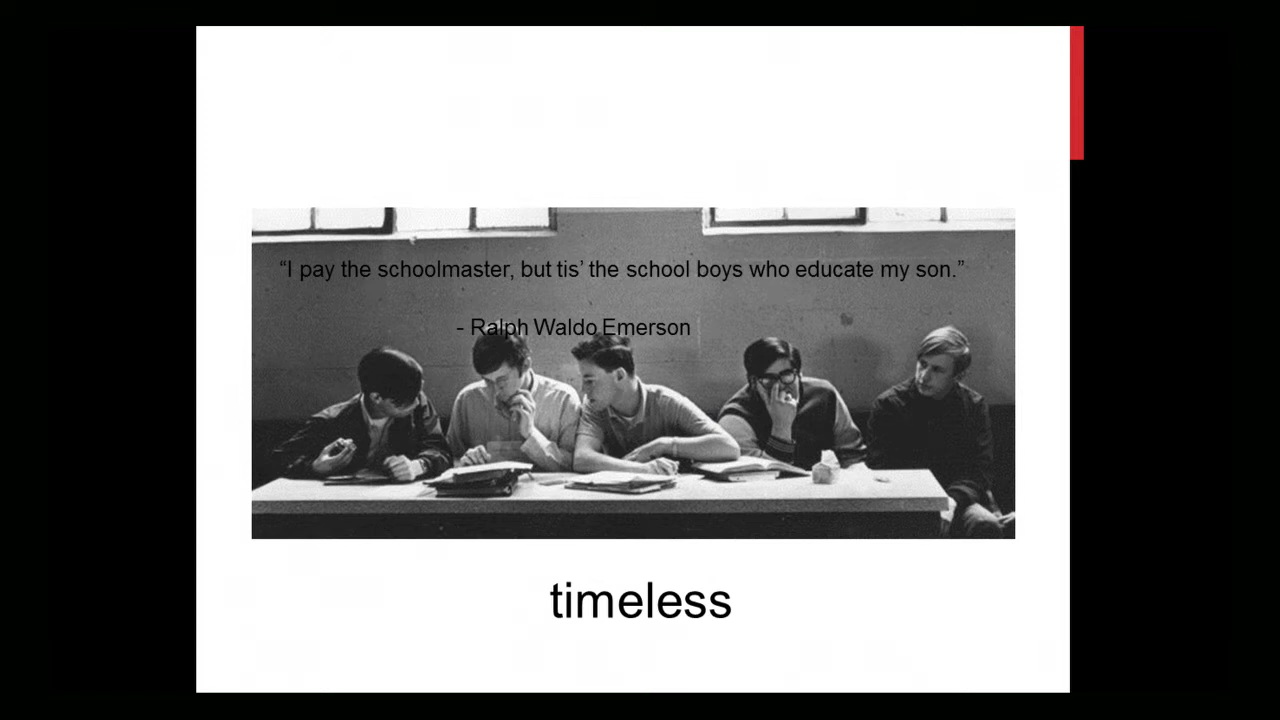 “I pay the schoolmaster, but tis’ the school boys who educate my son.”
- Ralph Waldo Emerson
timeless